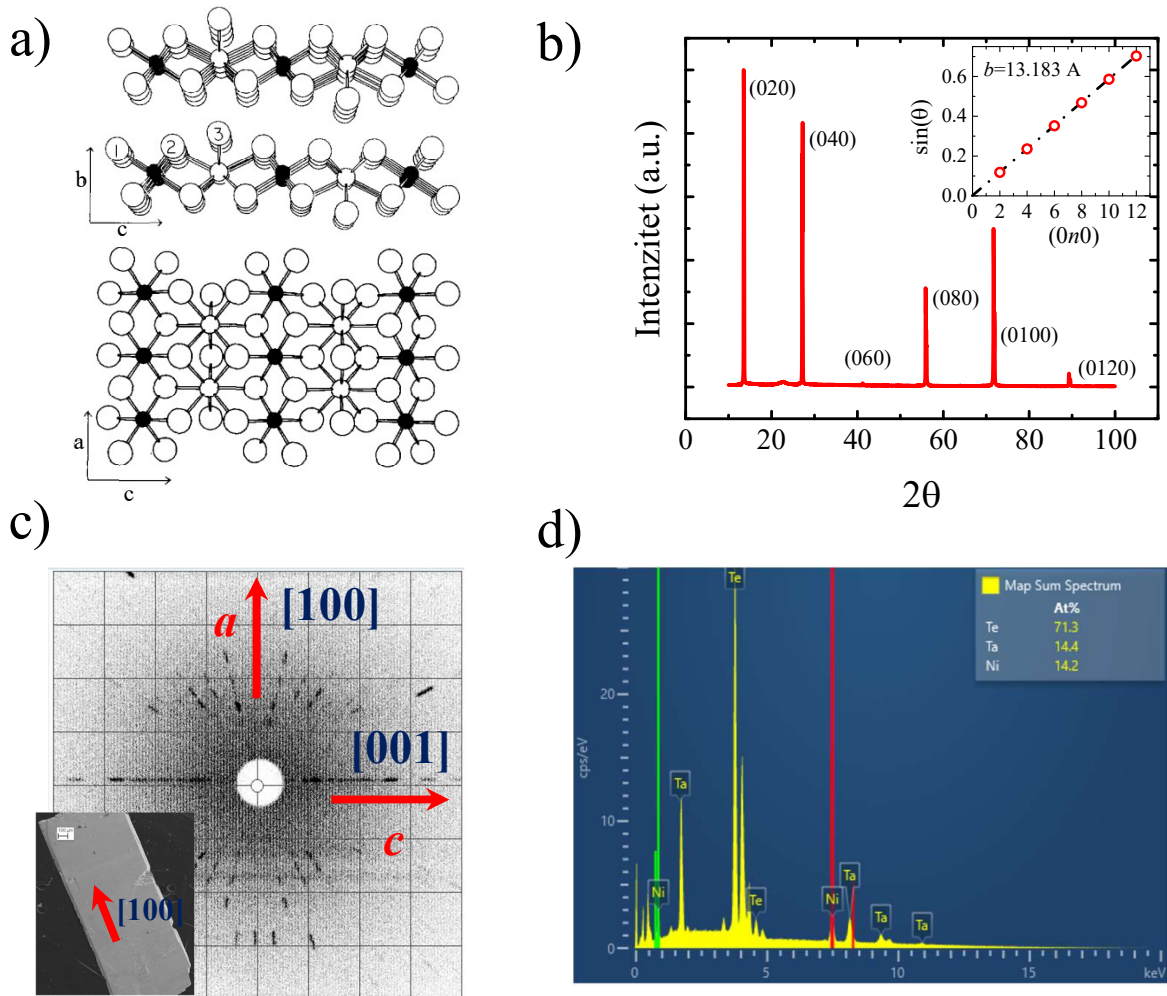 a)
1 2 3
b
c
a
c
b)
Intenzitet (a.u.)
(020)
(040)
(060)
(080)
(0100)
(0120)
0 20 40 60 80 100
2θ
b=13.183 A
sin(θ)
0.6
0.4
0.2
0.0
0 2 4 6 8 10 12
(0n0)
c)
a
[100]
[001]
c
100 μm
[100]
d)
Te
Map Sum Spectrum
At%
Te 71.3
Ta 14.4
Ni 14.2
cps/eV
20
10
0
Ta
Ni
Te
Ni
Ta
Ta
Ta
0 5 10 15 keV